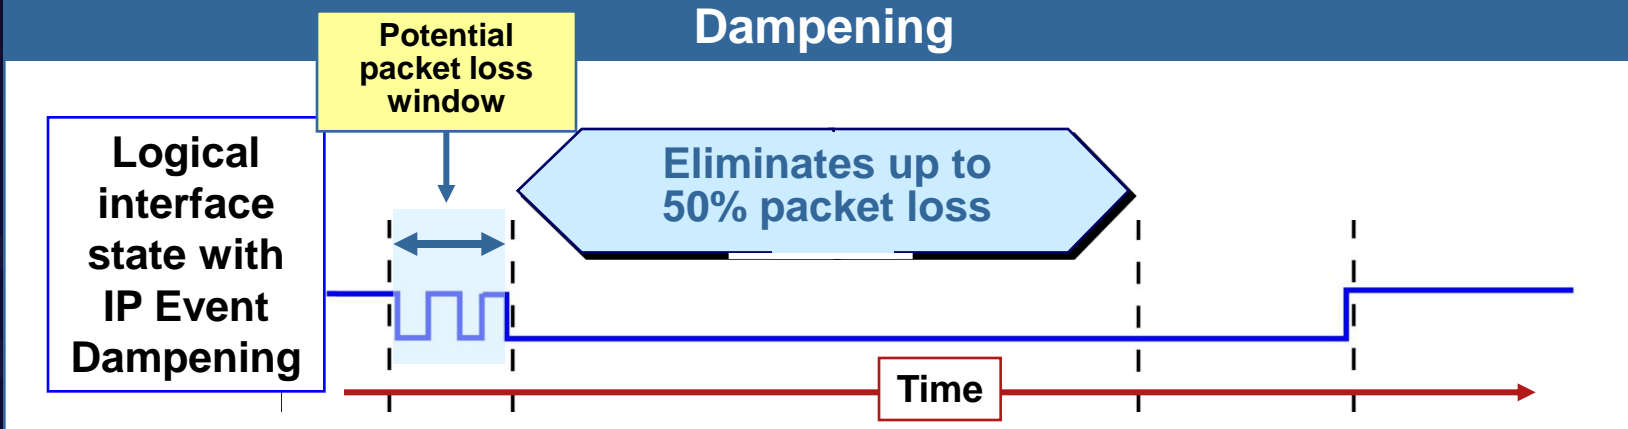 Dampening
Potential
packet loss
window
Logical
interface
state with
IP Event
Dampening
Eliminates up to
50% packet loss
Time